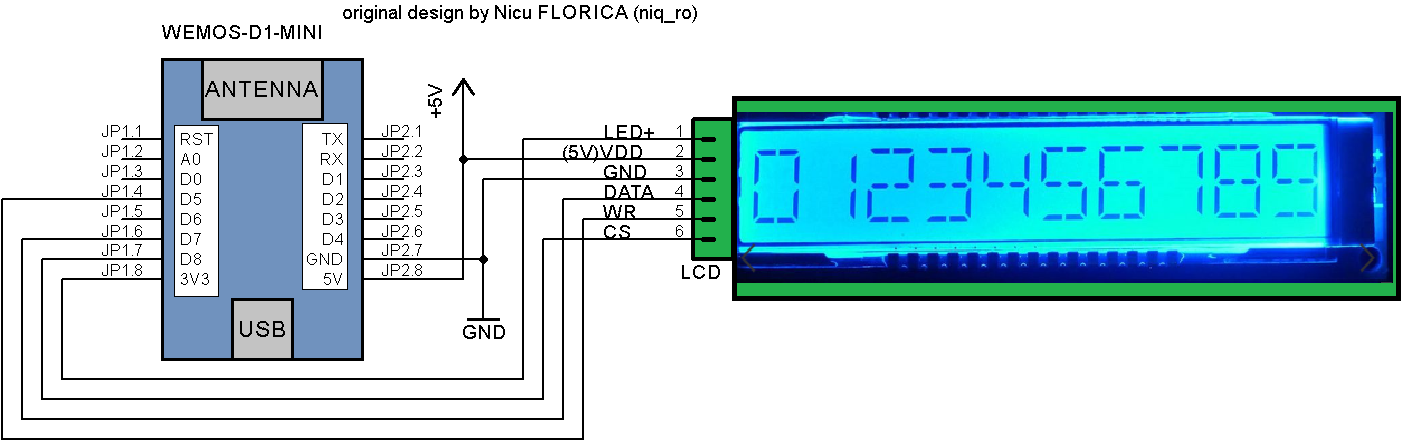 original design by Nicu FLORICA (niq_ro)
WEMOS-D1-MINI
ANTENNA
+5V
JP1.1 RST TX JP2.1
JP1.2 A0 RX JP2.2
JP1.3 D0 D1 JP2.3
JP1.4 D5 D2 JP2.4
JP1.5 D6 D3 JP2.5
JP1.6 D7 D4 JP2.6
JP1.7 D8 GND JP2.7
JP1.8 3V3 5V JP2.8
USB
GND
LED+ 1
(5V)VDD 2
GND 3
DATA 4
WR 5
CS 6
LCD
0 123456 789